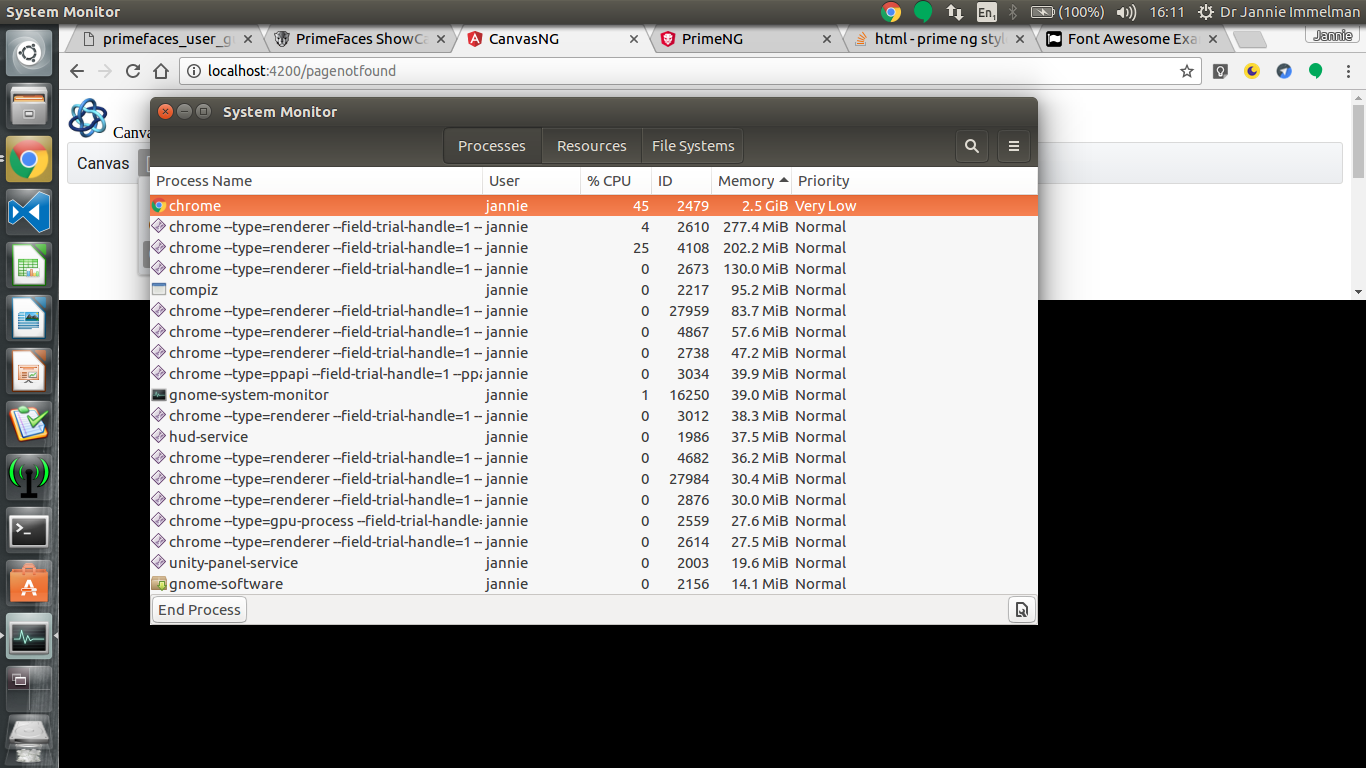 System Monitor
En1
(100%)
16:11
Dr Jannie Immelman
primefaces_user_g
PrimeFaces ShowCa
CanvasNG
PrimeNG
html - prime ng styl
Font Awesome Exa
Jannie
localhost:4200/pagenotfound
Canvas
System Monitor
Processes Resources File Systems
Process Name User % CPU ID Memory Priority
chrome jannie 45 2479 2.5 GiB Very Low
chrome --type=renderer --field-trial-handle=1 -- jannie 4 2610 277.4 MiB Normal
chrome --type=renderer --field-trial-handle=1 -- jannie 25 4108 202.2 MiB Normal
chrome --type=renderer --field-trial-handle=1 -- jannie 0 2673 130.0 MiB Normal
compiz jannie 0 2217 95.2 MiB Normal
chrome --type=renderer --field-trial-handle=1 -- jannie 0 27959 83.7 MiB Normal
chrome --type=renderer --field-trial-handle=1 -- jannie 0 4867 57.6 MiB Normal
chrome --type=renderer --field-trial-handle=1 -- jannie 0 2738 47.2 MiB Normal
chrome --type=ppapi --field-trial-handle=1 --ppa jannie 0 3034 39.9 MiB Normal
gnome-system-monitor jannie 1 16250 39.0 MiB Normal
chrome --type=renderer --field-trial-handle=1 -- jannie 0 3012 38.3 MiB Normal
hud-service jannie 0 1986 37.5 MiB Normal
chrome --type=renderer --field-trial-handle=1 -- jannie 0 4682 36.2 MiB Normal
chrome --type=renderer --field-trial-handle=1 -- jannie 0 27984 30.4 MiB Normal
chrome --type=renderer --field-trial-handle=1 -- jannie 0 2876 30.0 MiB Normal
chrome --type=gpu-process --field-trial-handle= jannie 0 2559 27.6 MiB Normal
chrome --type=renderer --field-trial-handle=1 -- jannie 0 2614 27.5 MiB Normal
unity-panel-service jannie 0 2003 19.6 MiB Normal
gnome-software jannie 0 2156 14.1 MiB Normal
End Process